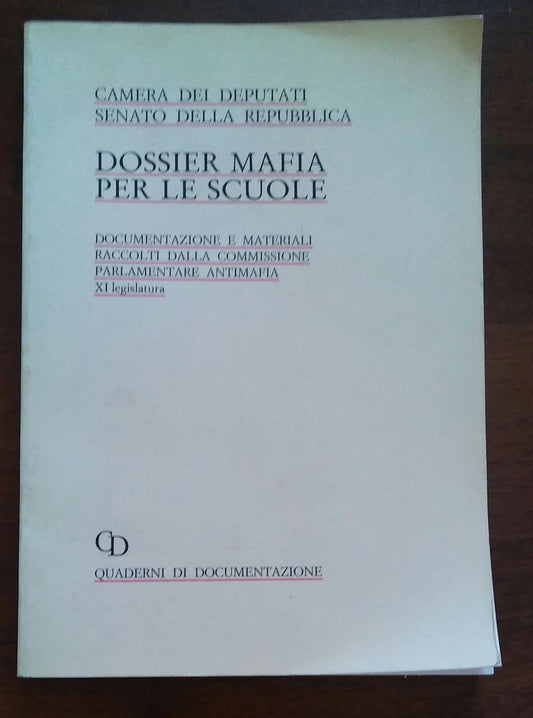 CAMERA DEI DEPUTATI
SENATO DELLA REPUBBLICA
DOSSIER MAFIA
PER LE SCUOLE
DOCUMENTAZIONE E MATERIALI
RACCOLTI DALLA COMMISSIONE
PARLAMENTARE ANTIMAFIA
XI legislatura
CD
QUADERNI DI DOCUMENTAZIONE